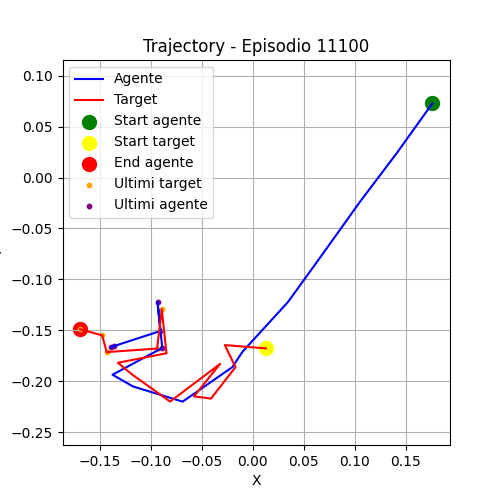 Trajectory - Episodio 11100
Agente
Target
Start agente
Start target
End agente
Ultimi target
Ultimi agente
0.10
0.05
0.00
−0.05
−0.10
−0.15
−0.20
−0.25
−0.15 −0.10 −0.05 0.00 0.05 0.10 0.15
X